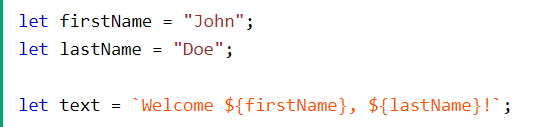 let firstName = "John";
let lastName = "Doe";
let text = `Welcome ${firstName}, ${lastName}!`;